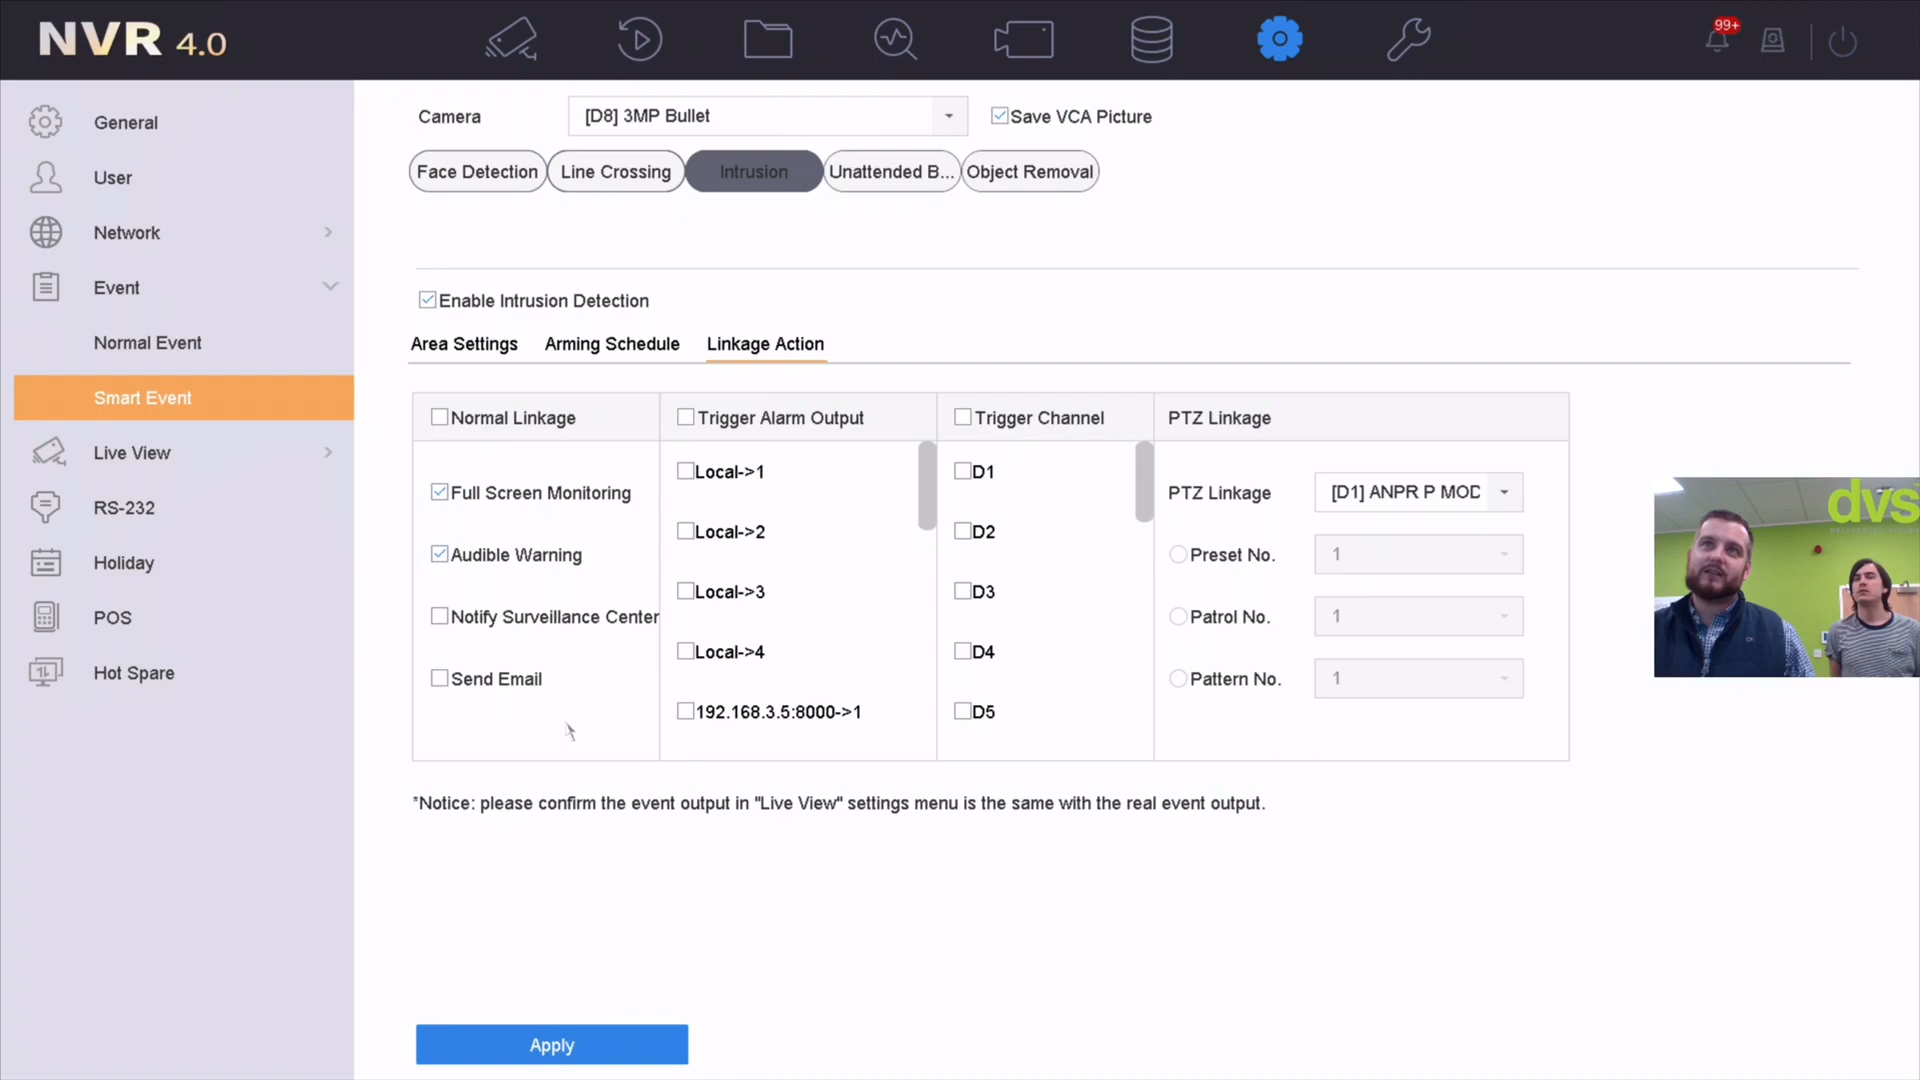 NVR 4.0
99+
General
User
Network
Event
Normal Event
Smart Event
Live View
RS-232
Holiday
POS
Hot Spare
Camera
[D8] 3MP Bullet
Save VCA Picture
Face Detection
Line Crossing
Intrusion
Unattended B...
Object Removal
Enable Intrusion Detection
Area Settings
Arming Schedule
Linkage Action
Normal Linkage
Trigger Alarm Output
Trigger Channel
PTZ Linkage
Full Screen Monitoring
Audible Warning
Notify Surveillance Center
Send Email
Local->1
Local->2
Local->3
Local->4
192.168.3.5:8000->1
D1
D2
D3
D4
D5
PTZ Linkage
[D1] ANPR P MOD
Preset No.
1
Patrol No.
1
Pattern No.
1
*Notice: please confirm the event output in "Live View" settings menu is the same with the real event output.
Apply
dvs